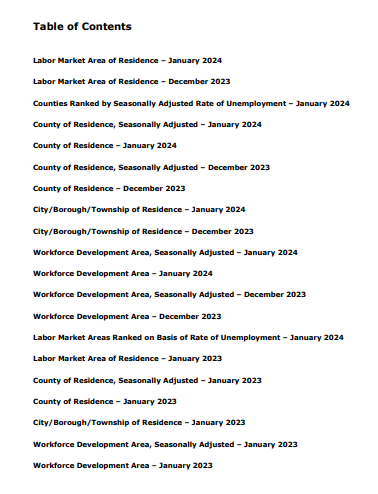 Table of Contents
Labor Market Area of Residence – January 2024
Labor Market Area of Residence – December 2023
Counties Ranked by Seasonally Adjusted Rate of Unemployment – January 2024
County of Residence, Seasonally Adjusted – January 2024
County of Residence – January 2024
County of Residence, Seasonally Adjusted – December 2023
County of Residence – December 2023
City/Borough/Township of Residence – January 2024
City/Borough/Township of Residence – December 2023
Workforce Development Area, Seasonally Adjusted – January 2024
Workforce Development Area – January 2024
Workforce Development Area, Seasonally Adjusted – December 2023
Workforce Development Area – December 2023
Labor Market Areas Ranked on Basis of Rate of Unemployment – January 2024
Labor Market Area of Residence – January 2023
County of Residence, Seasonally Adjusted – January 2023
County of Residence – January 2023
City/Borough/Township of Residence – January 2023
Workforce Development Area, Seasonally Adjusted – January 2023
Workforce Development Area – January 2023